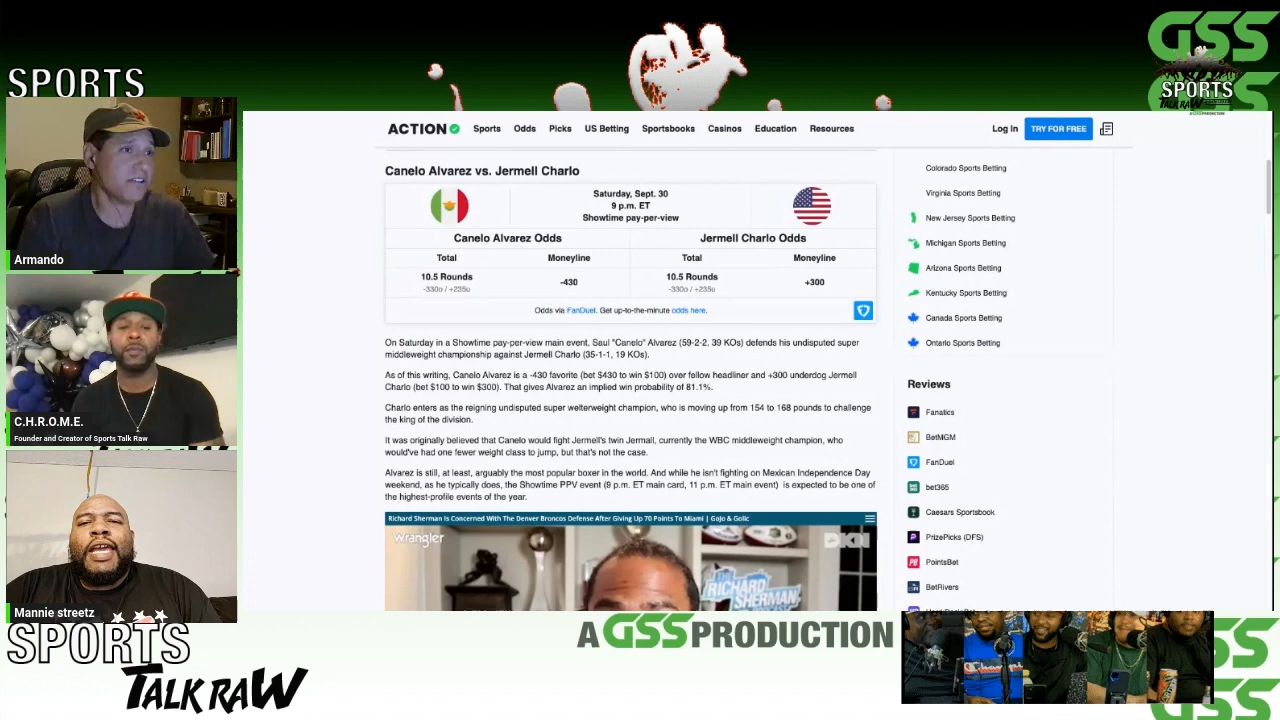 SPORTS
GSS
SPORTS
TALK RAW
Armando
C.H.R.O.M.E.
Founder and Creator of Sports Talk Raw
Mannie streetz
ACTION
Sports
Odds
Picks
US Betting
Sportsbooks
Casinos
Education
Resources
Log In
TRY FOR FREE
Canelo Alvarez vs. Jermell Charlo
Saturday, Sept. 30
9 p.m. ET
Showtime pay-per-view
Canelo Alvarez Odds
Jermell Charlo Odds
Total
Moneyline
Total
Moneyline
10.5 Rounds
-330o / +235u
-430
10.5 Rounds
-330o / +235u
+300
Odds via FanDuel. Get up-to-the-minute odds here.
On Saturday in a Showtime pay-per-view main event, Saul "Canelo" Alvarez (59-2-2, 39 KOs) defends his undisputed super
middleweight championship against Jermell Charlo (35-1-1, 19 KOs).
As of this writing, Canelo Alvarez is a -430 favorite (bet $430 to win $100) over fellow headliner and +300 underdog Jermell
Charlo (bet $100 to win $300). That gives Alvarez an implied win probability of 81.1%.
Charlo enters as the reigning undisputed super welterweight champion, who is moving up from 154 to 168 pounds to challenge
the king of the division.
It was originally believed that Canelo would fight Jermell's twin Jermall, currently the WBC middleweight champion, who
would've had one fewer weight class to jump, but that's not the case.
Alvarez is still, at least, arguably the most popular boxer in the world. And while he isn't fighting on Mexican Independence Day
weekend, as he typically does, the Showtime PPV event (9 p.m. ET main card, 11 p.m. ET main event) is expected to be one of
the highest-profile events of the year.
Richard Sherman Is Concerned With The Denver Broncos Defense After Giving Up 70 Points To Miami | GoJo & Golic
Wrangler
DKN
THE
RICHARD
SHERMAN
Colorado Sports Betting
Virginia Sports Betting
New Jersey Sports Betting
Michigan Sports Betting
Arizona Sports Betting
Kentucky Sports Betting
Canada Sports Betting
Ontario Sports Betting
Reviews
Fanatics
BetMGM
FanDuel
bet365
Caesars Sportsbook
PrizePicks (DFS)
PointsBet
BetRivers
SPORTS
TALK RAW
A GSS PRODUCTION
Champion